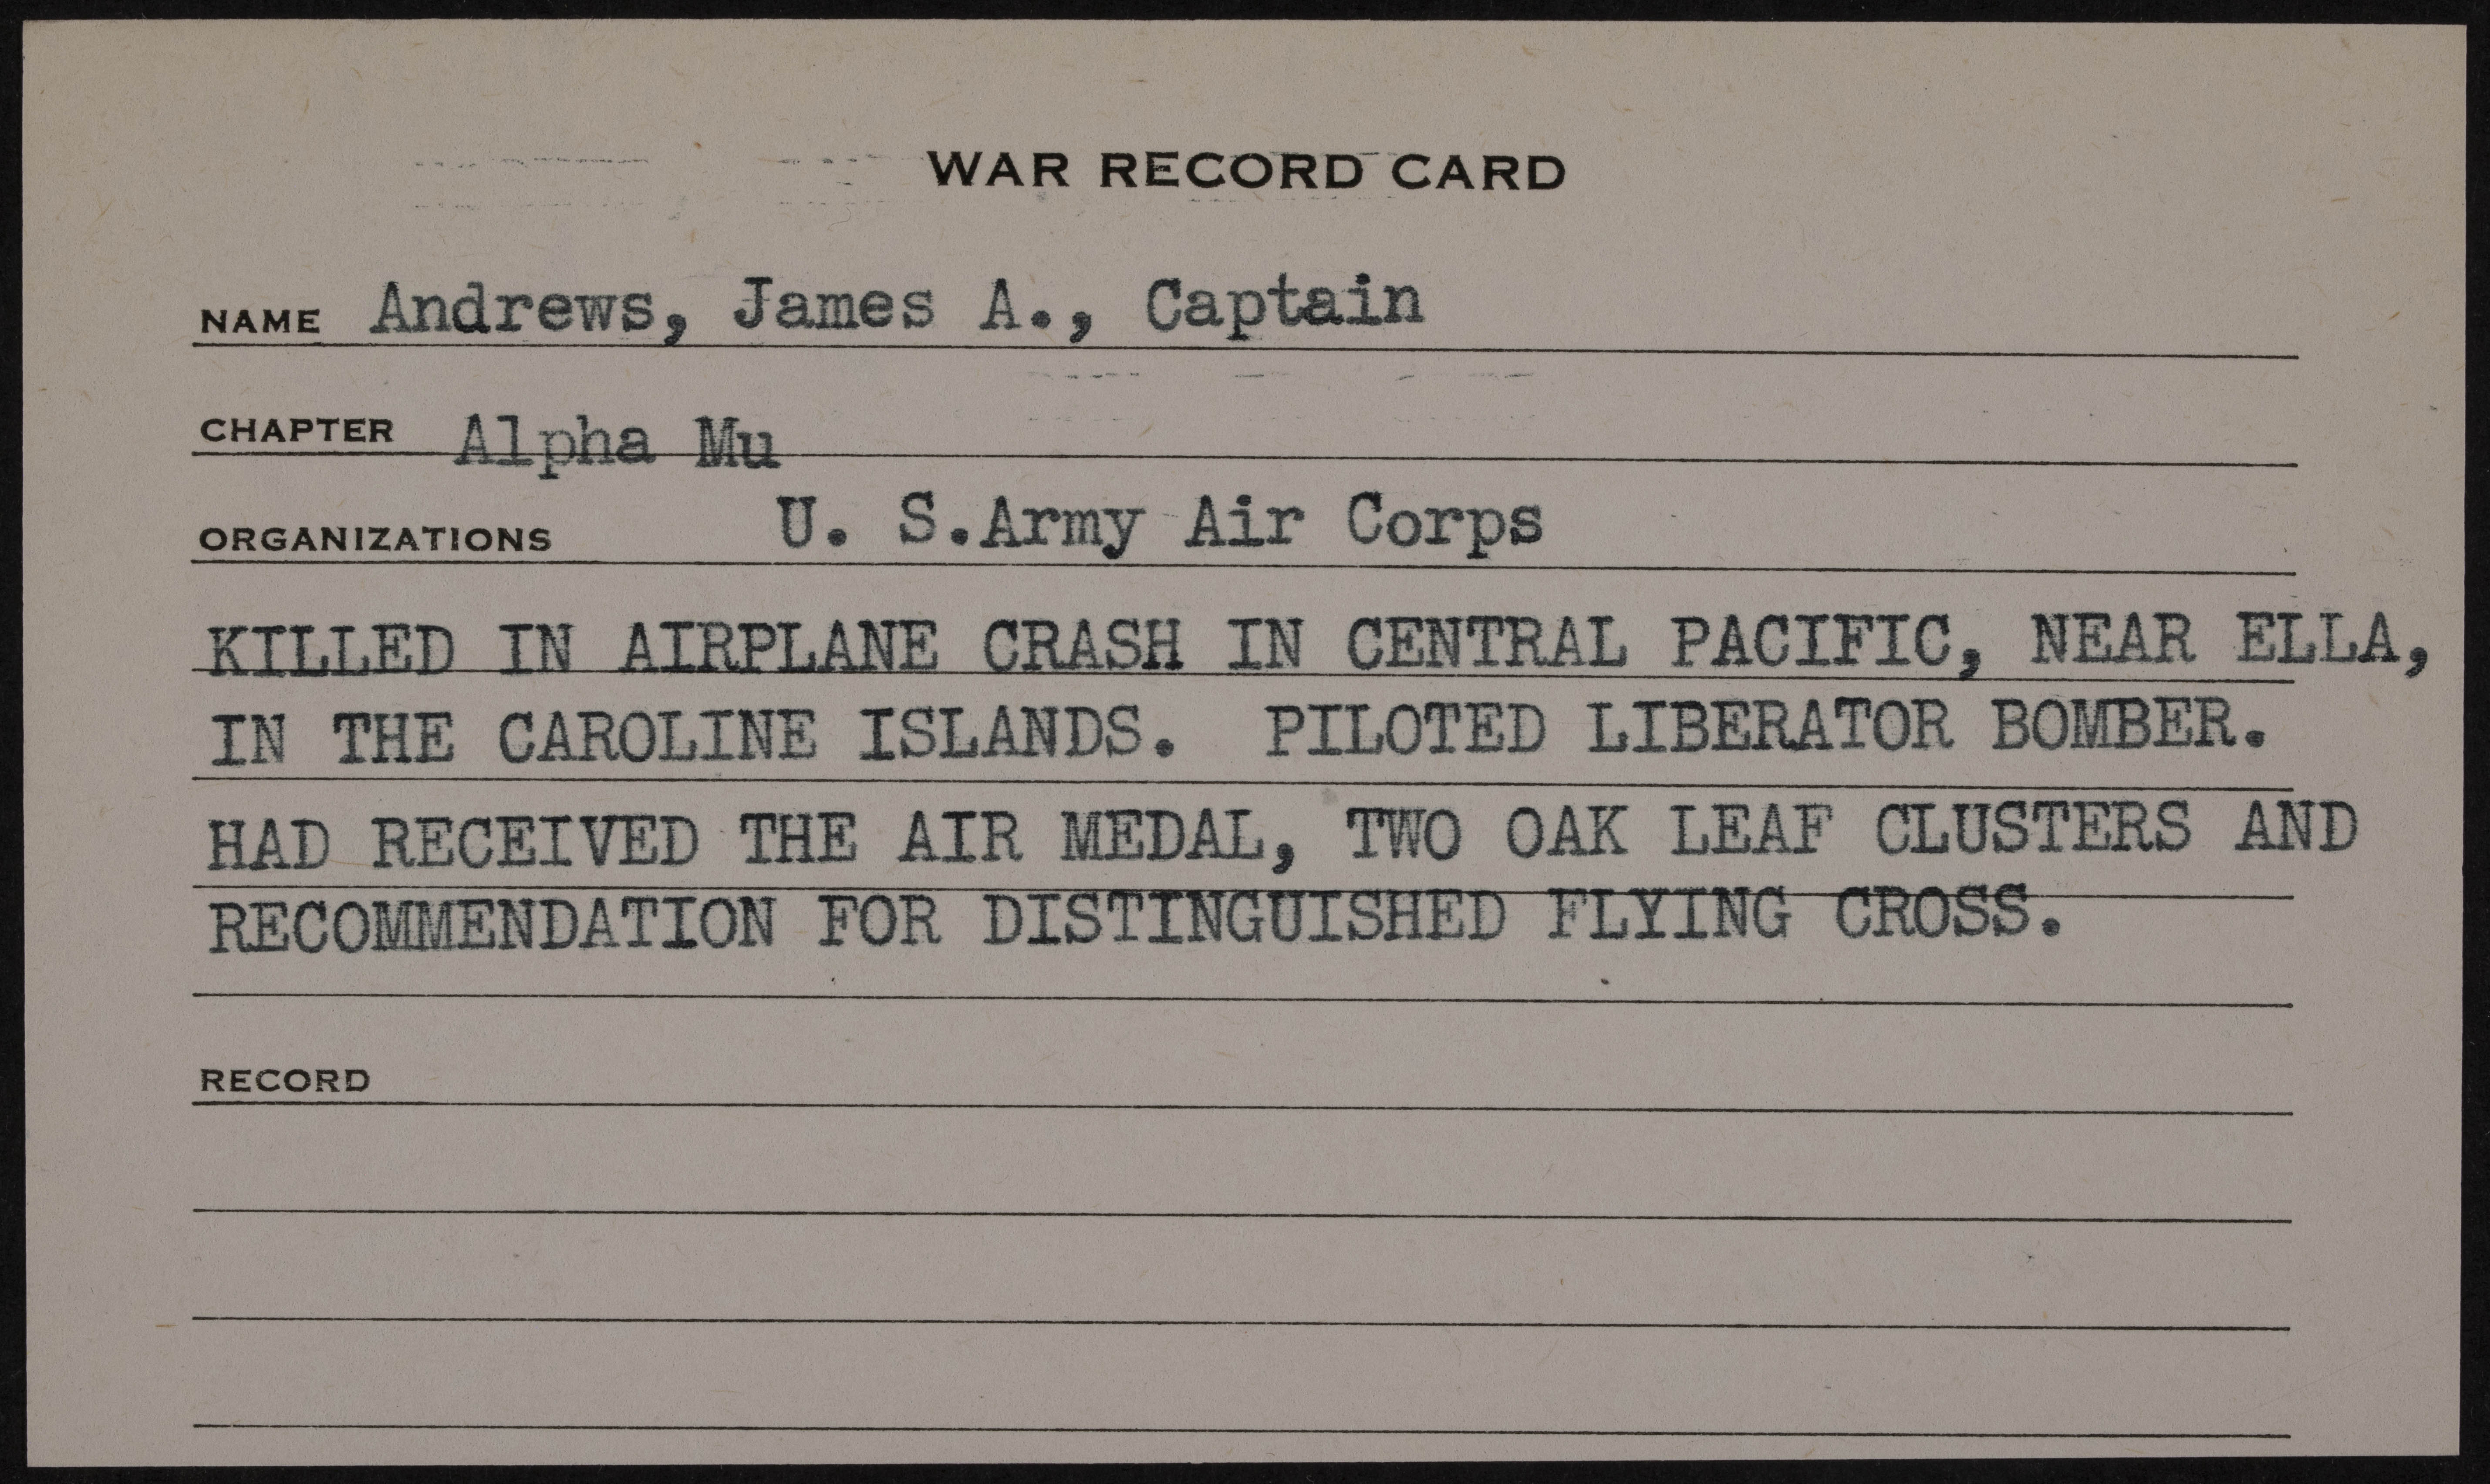 WAR RECORD CARD
NAME Andrews, James A., Captain
CHAPTER Alpha Mu
ORGANIZATIONS U. S.Army Air Corps
KILLED IN AIRPLANE CRASH IN CENTRAL PACIFIC, NEAR ELLA,
IN THE CAROLINE ISLANDS. PILOTED LIBERATOR BOMBER.
HAD RECEIVED THE AIR MEDAL, TWO OAK LEAF CLUSTERS AND
RECOMMENDATION FOR DISTINGUISHED FLYING CROSS.
RECORD